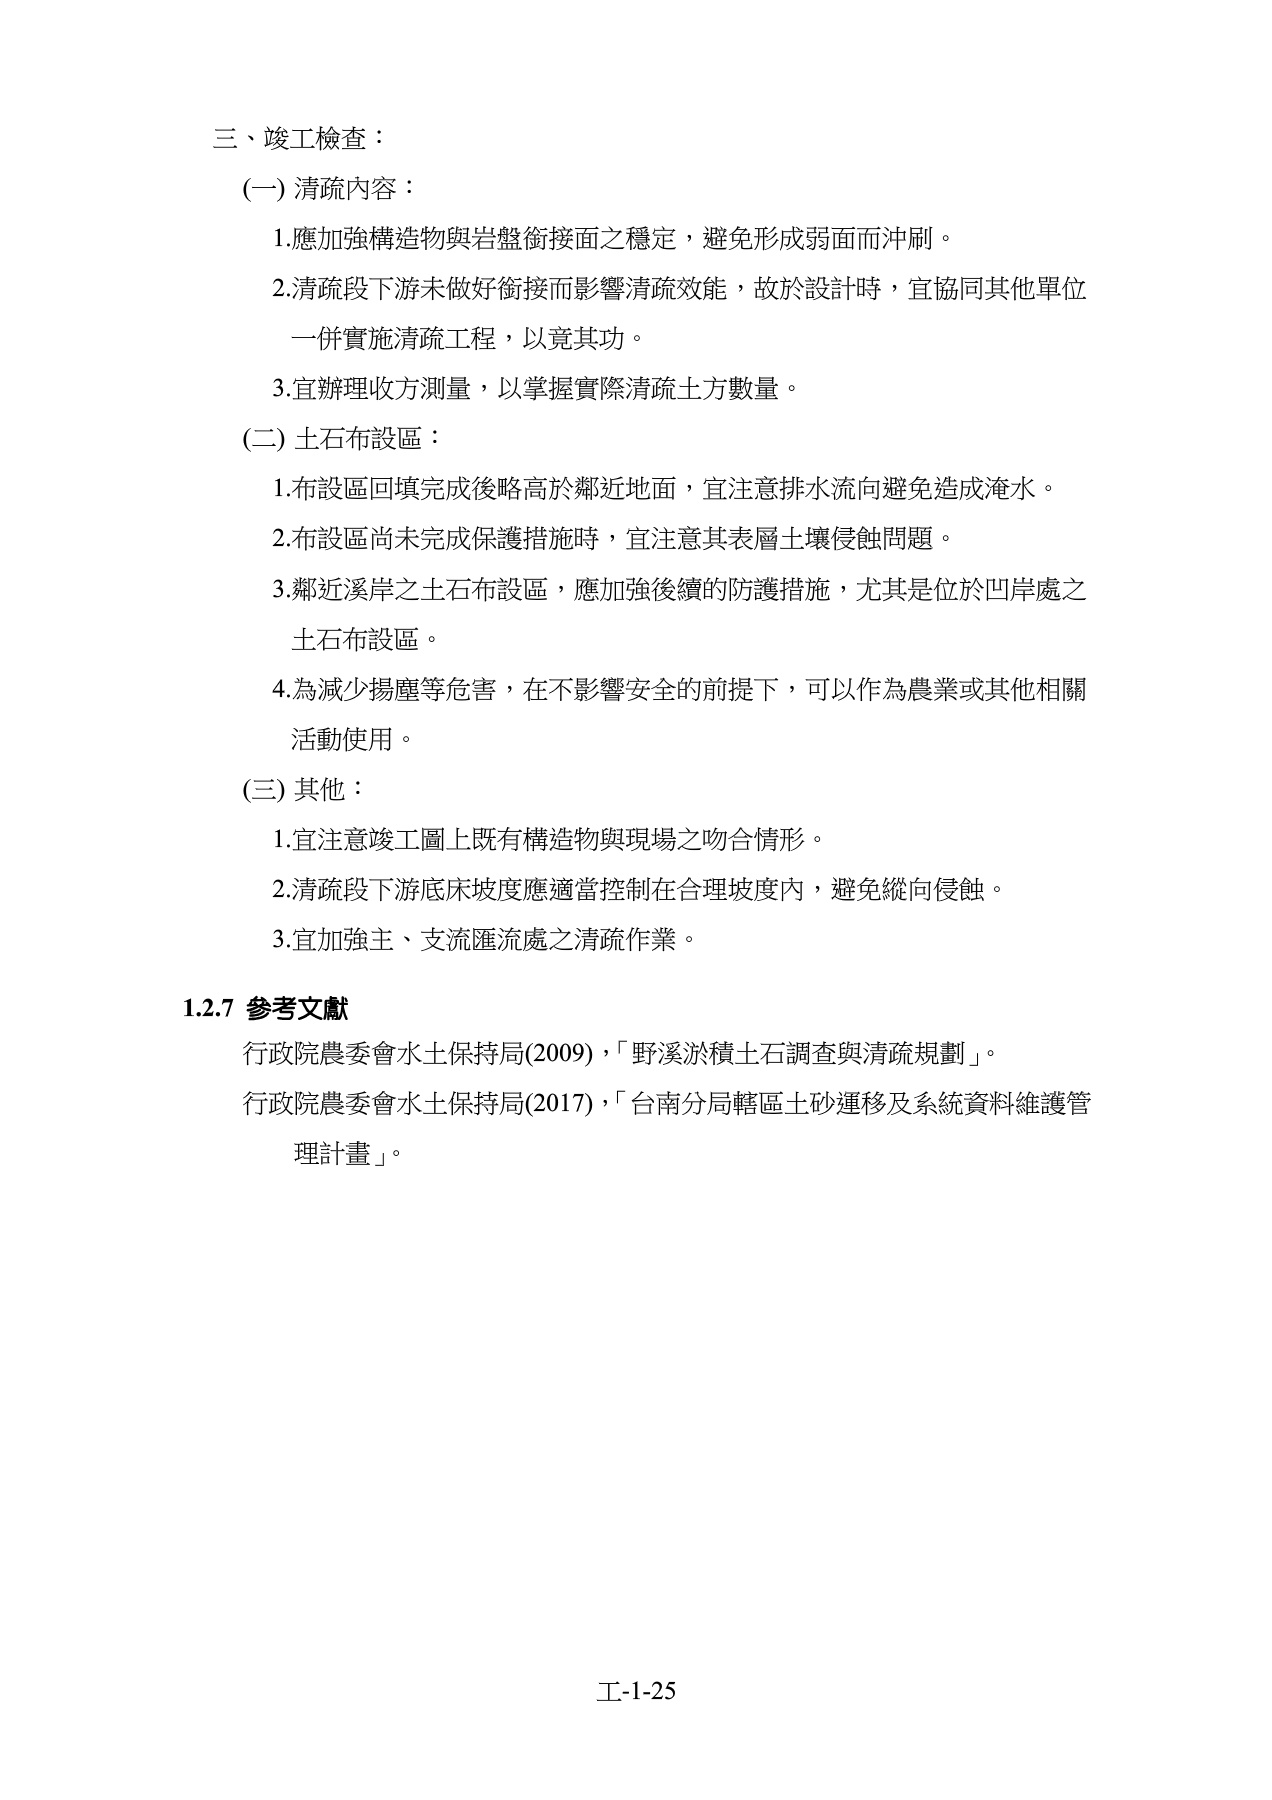 三、竣工檢查：
(一) 清疏內容：
1.應加強構造物與岩盤銜接面之穩定，避免形成弱面而沖刷。
2.清疏段下游未做好銜接而影響清疏效能，故於設計時，宜協同其他單位
一併實施清疏工程，以竟其功。
3.宜辦理收方測量，以掌握實際清疏土方數量。
(二) 土石布設區：
1.布設區回填完成後略高於鄰近地面，宜注意排水流向避免造成淹水。
2.布設區尚未完成保護措施時，宜注意其表層土壤侵蝕問題。
3.鄰近溪岸之土石布設區，應加強後續的防護措施，尤其是位於凹岸處之
土石布設區。
4.為減少揚塵等危害，在不影響安全的前提下，可以作為農業或其他相關
活動使用。
(三) 其他：
1.宜注意竣工圖上既有構造物與現場之吻合情形。
2.清疏段下游底床坡度應適當控制在合理坡度內，避免縱向侵蝕。
3.宜加強主、支流匯流處之清疏作業。
1.2.7 參考文獻
行政院農委會水土保持局(2009)，「野溪淤積土石調查與清疏規劃」。
行政院農委會水土保持局(2017)，「台南分局轄區土砂運移及系統資料維護管
理計畫」。
工-1-25